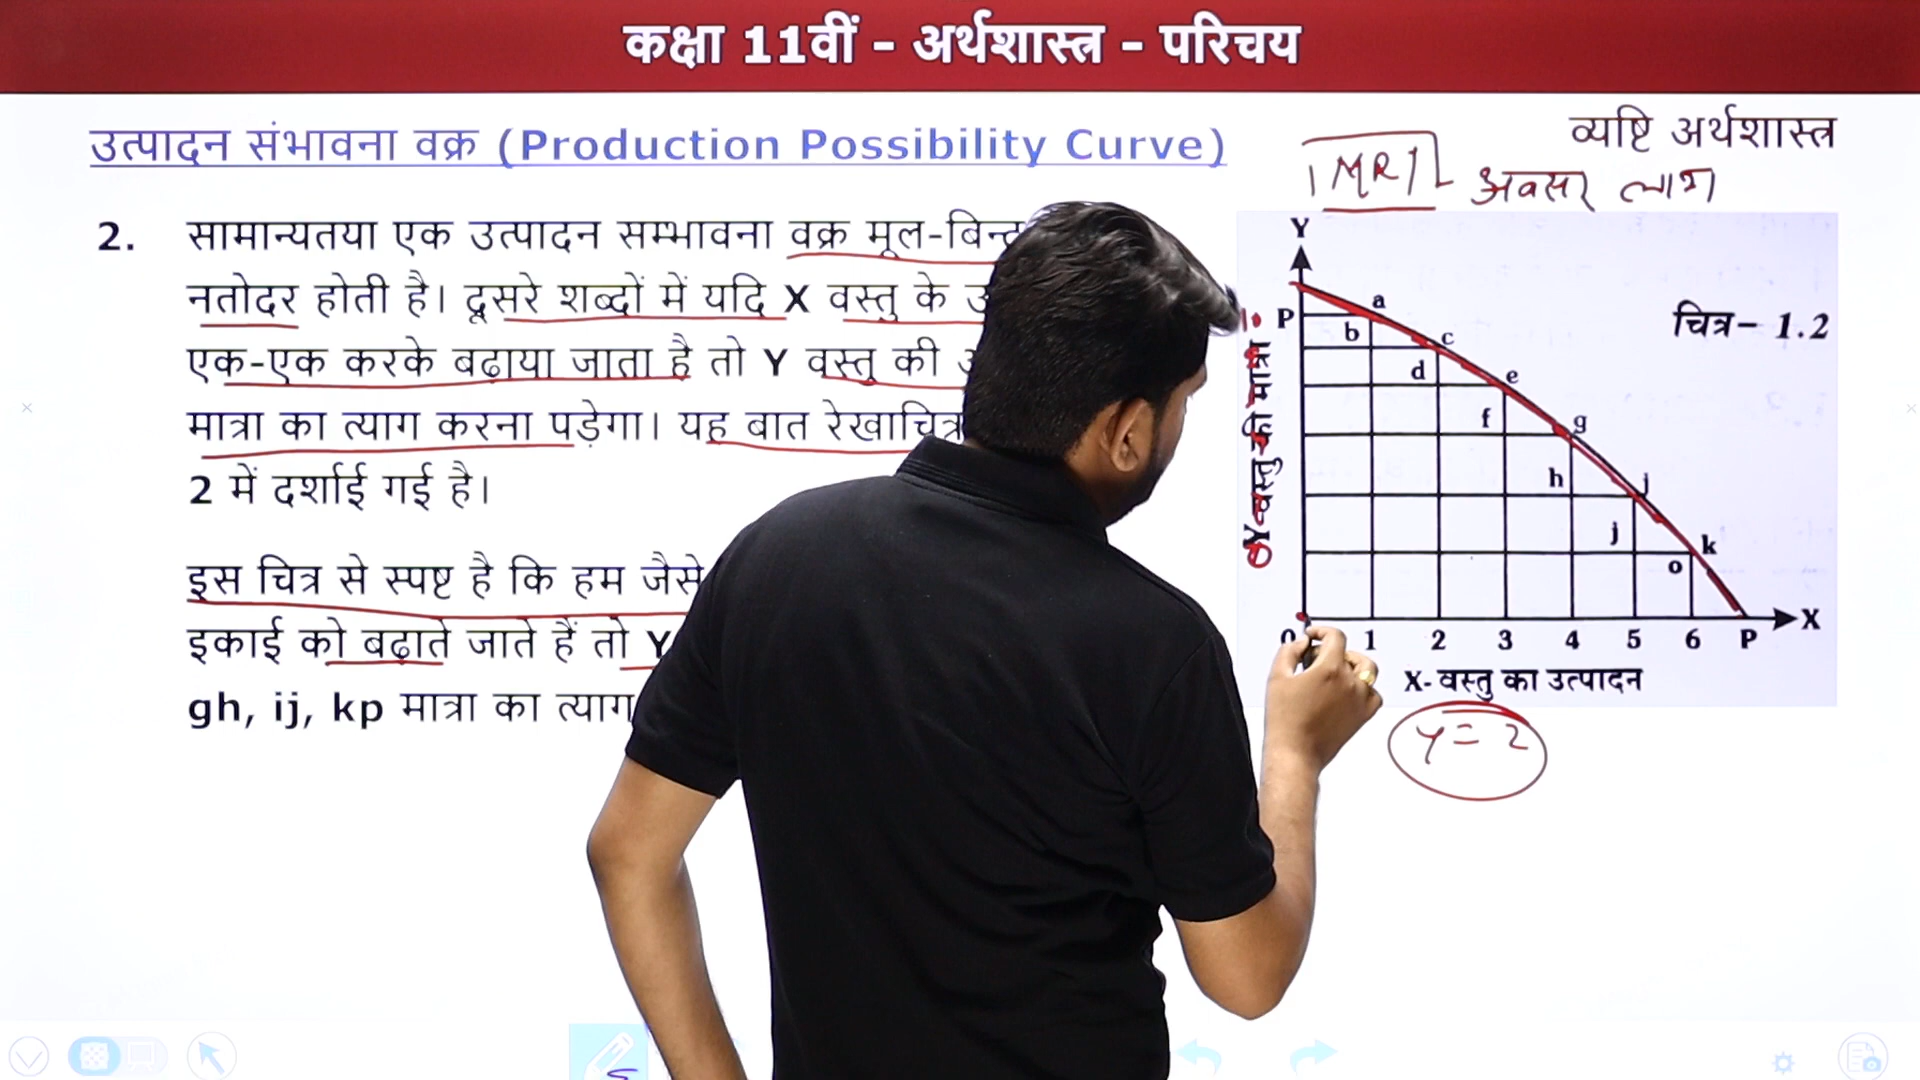 कक्षा 11वीं - अर्थशास्त्र - परिचय
उत्पादन संभावना वक्र (Production Possibility Curve)
व्यष्टि अर्थशास्त्र
MRT
अवसर लागत
2. सामान्यतया एक उत्पादन सम्भावना वक्र मूल-बिन्दु
नतोदर होती है। दूसरे शब्दों में यदि X वस्तु के
एक-एक करके बढ़ाया जाता है तो Y वस्तु की
मात्रा का त्याग करना पड़ेगा। यह बात रेखाचित्र
2 में दर्शाई गई है।
इस चित्र से स्पष्ट है कि हम जैसे
इकाई को बढ़ाते जाते हैं तो Y
gh, ij, kp मात्रा का त्याग
Y
चित्र- 1.2
P
a
b
c
d
e
f
g
h
i
j
k
o
Y-वस्तु की मात्रा
X
0 1 2 3 4 5 6 P
X- वस्तु का उत्पादन
y = 2